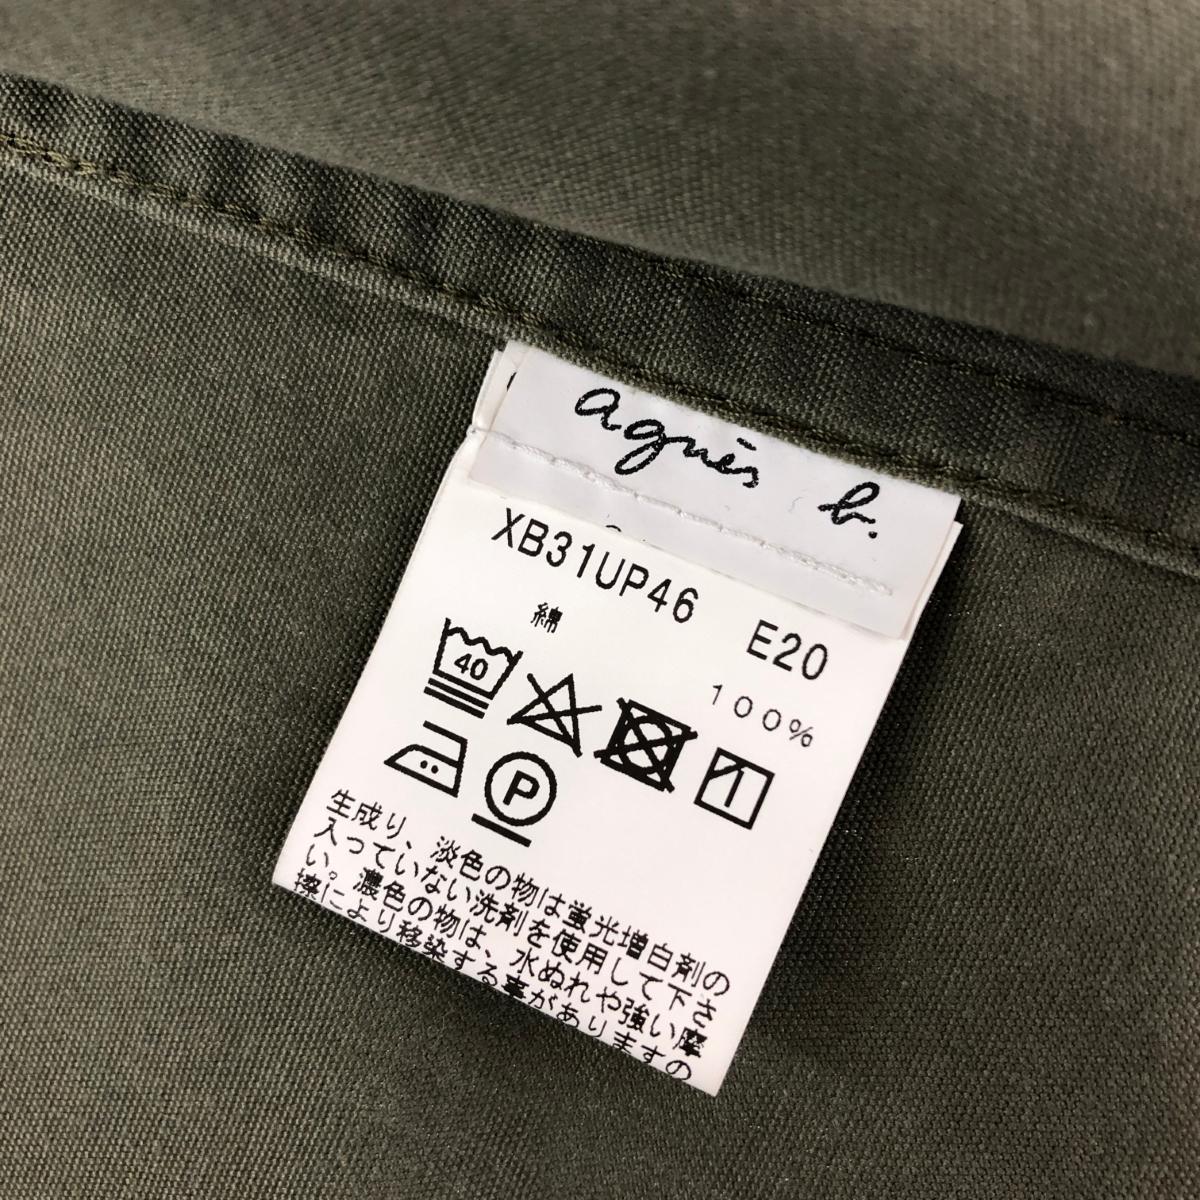 agnès b.
XB31UP46 E20
綿 100%
40
P
生成り、淡色の物は蛍光増白剤の
入っていない洗剤を使用して下さ
い。濃色の物は、水ぬれや強い摩
擦により移染する事がありますの